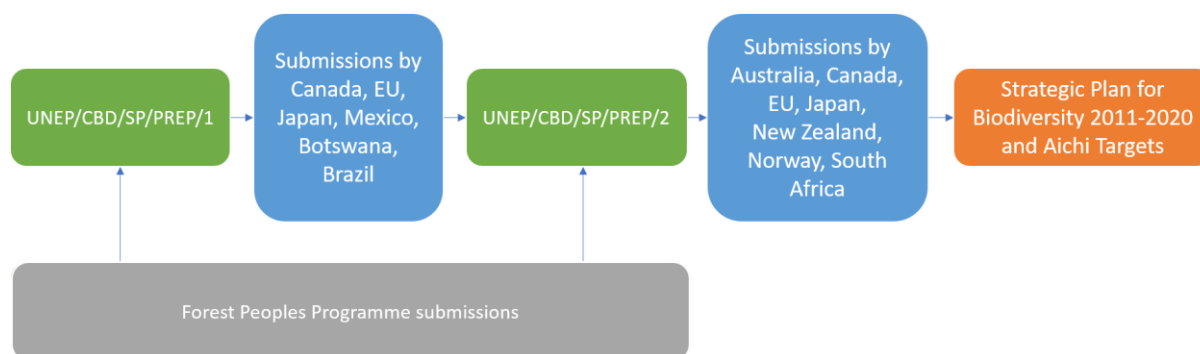 UNEP/CBD/SP/PREP/1
Submissions by
Canada, EU,
Japan, Mexico,
Botswana,
Brazil
UNEP/CBD/SP/PREP/2
Submissions by
Australia, Canada,
EU, Japan,
New Zealand,
Norway, South
Africa
Strategic Plan for
Biodiversity 2011-2020
and Aichi Targets
Forest Peoples Programme submissions